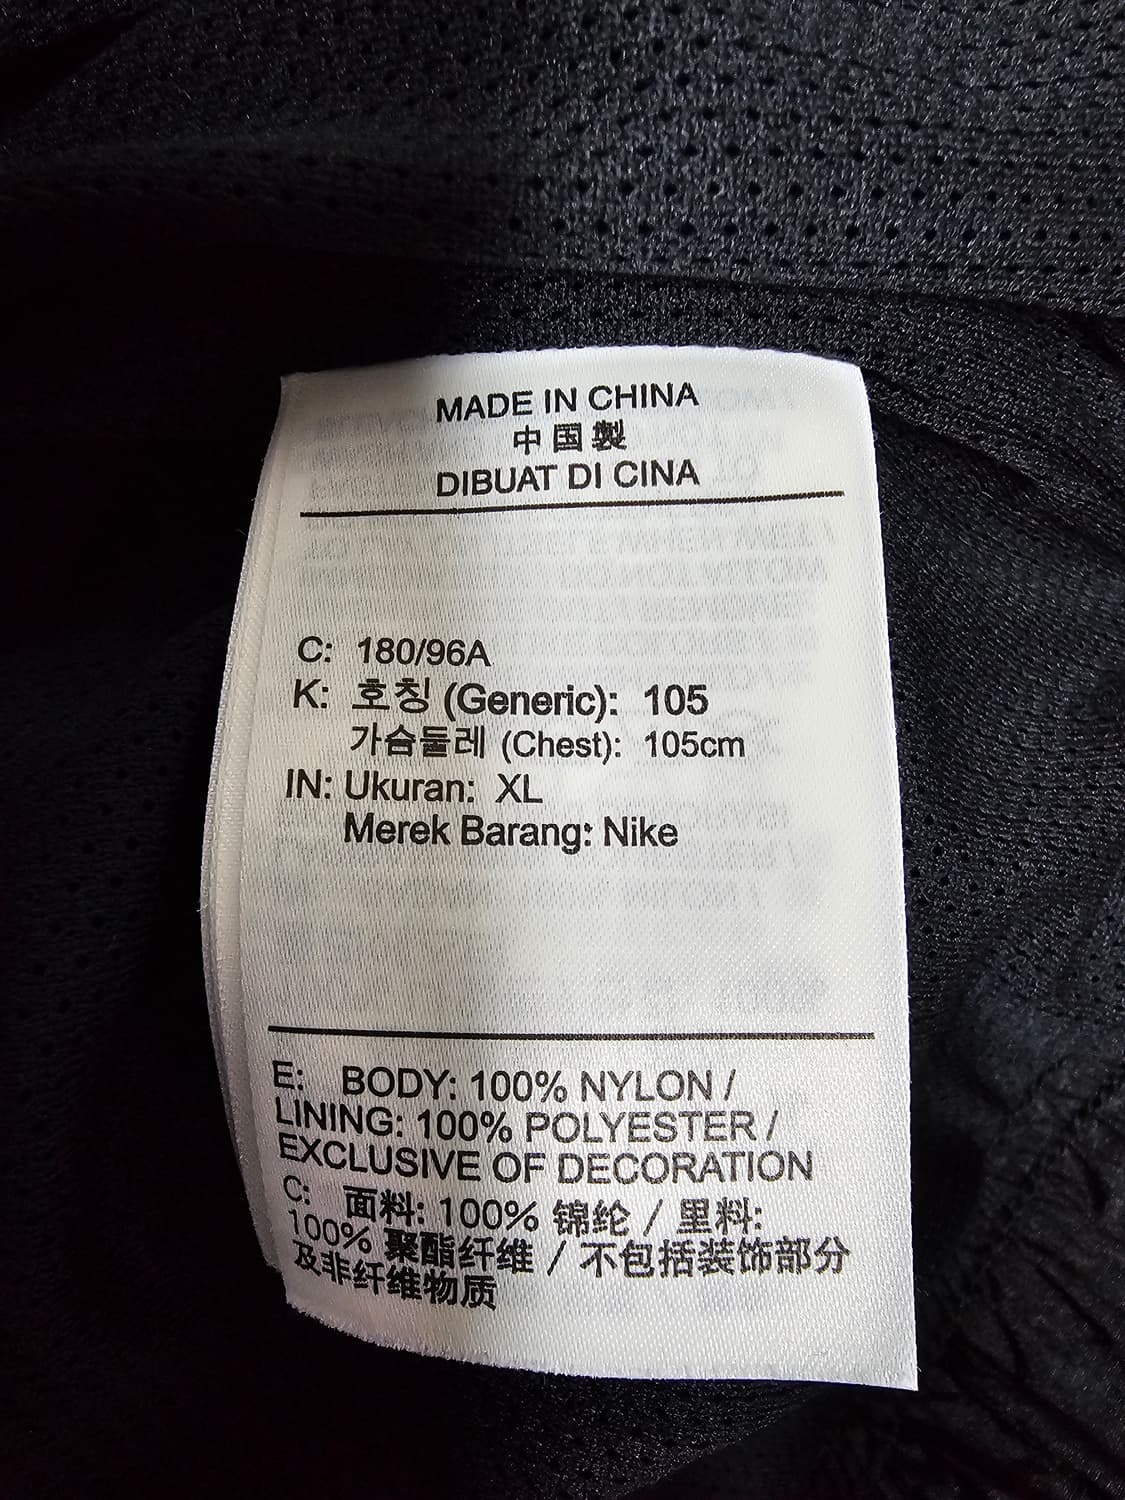 MADE IN CHINA
中国製
DIBUAT DI CINA
C: 180/96A
K: 호칭 (Generic): 105
가슴둘레 (Chest): 105cm
IN: Ukuran: XL
Merek Barang: Nike
E: BODY: 100% NYLON /
LINING: 100% POLYESTER /
EXCLUSIVE OF DECORATION
C: 面料: 100% 锦纶 / 里料:
100% 聚酯纤维 / 不包括装饰部分
及非纤维物质